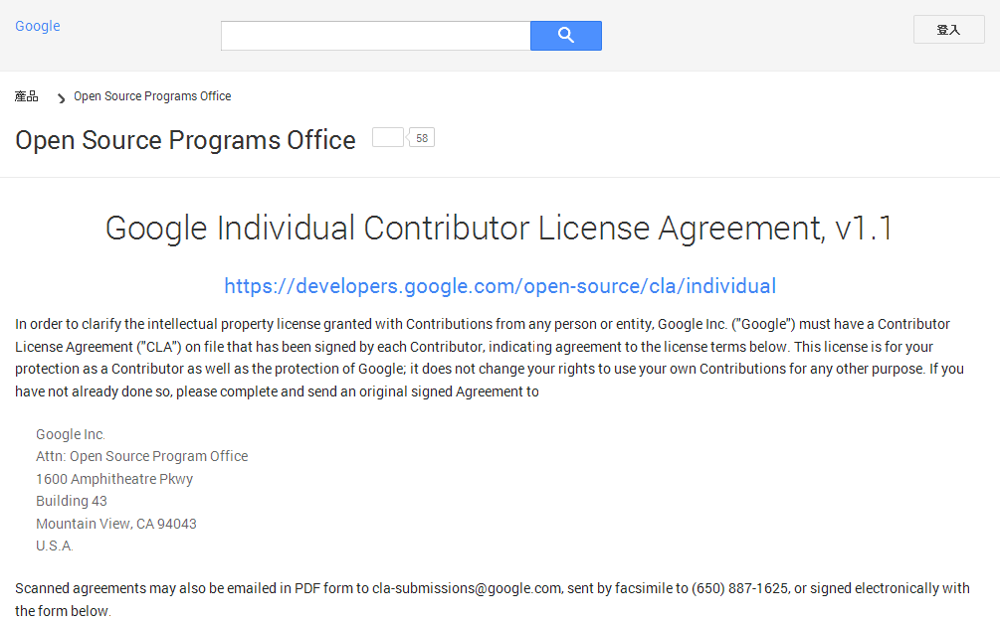 Google
登入
產品 Open Source Programs Office
Open Source Programs Office 58
Google Individual Contributor License Agreement, v1.1
https://developers.google.com/open-source/cla/individual
In order to clarify the intellectual property license granted with Contributions from any person or entity, Google Inc. ("Google") must have a Contributor
License Agreement ("CLA") on file that has been signed by each Contributor, indicating agreement to the license terms below. This license is for your
protection as a Contributor as well as the protection of Google; it does not change your rights to use your own Contributions for any other purpose. If you
have not already done so, please complete and send an original signed Agreement to
Google Inc.
Attn: Open Source Program Office
1600 Amphitheatre Pkwy
Building 43
Mountain View, CA 94043
U.S.A.
Scanned agreements may also be emailed in PDF form to cla-submissions@google.com, sent by facsimile to (650) 887-1625, or signed electronically with
the form below.